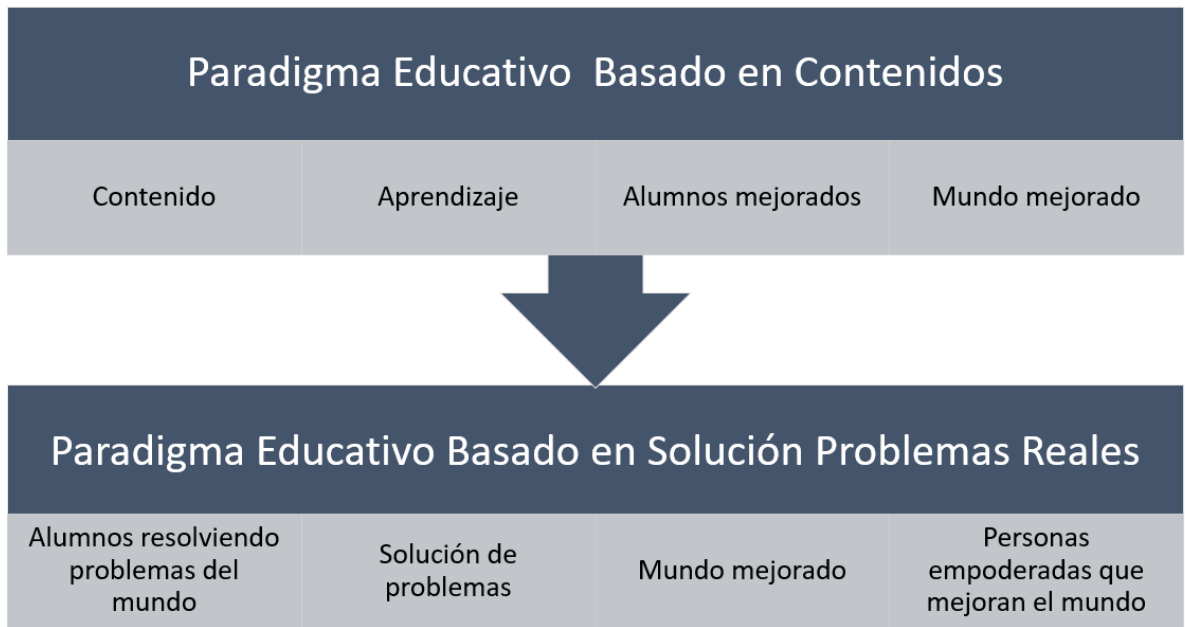 Paradigma Educativo  Basado en Contenidos
Contenido
Aprendizaje
Alumnos mejorados
Mundo mejorado
Paradigma Educativo Basado en Solución Problemas Reales
Alumnos resolviendo
problemas del
mundo
Solución de
problemas
Mundo mejorado
Personas
empoderadas que
mejoran el mundo